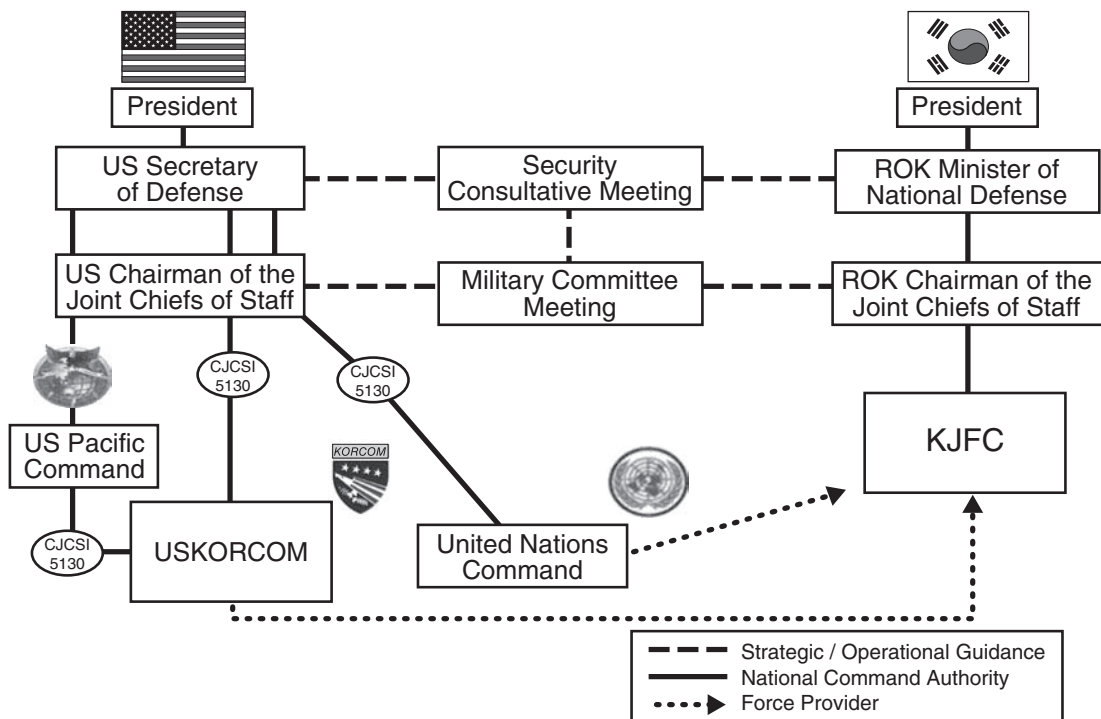 President
President
US Secretary
of Defense
Security
Consultative Meeting
ROK Minister of
National Defense
US Chairman of the
Joint Chiefs of Staff
Military Committee
Meeting
ROK Chairman of the
Joint Chiefs of Staff
CJCSI
5130
CJCSI
5130
US Pacific
Command
KORCOM
KJFC
CJCSI
5130
USKORCOM
United Nations
Command
Strategic / Operational Guidance
National Command Authority
Force Provider